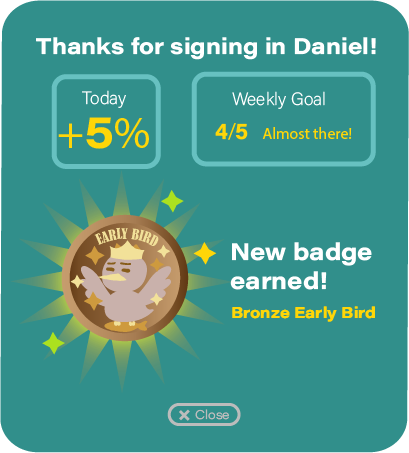 Thanks for signing in Daniel!
Today
+5%
Weekly Goal
4/5 Almost there!
EARLY BIRD
New badge
earned!
Bronze Early Bird
Close